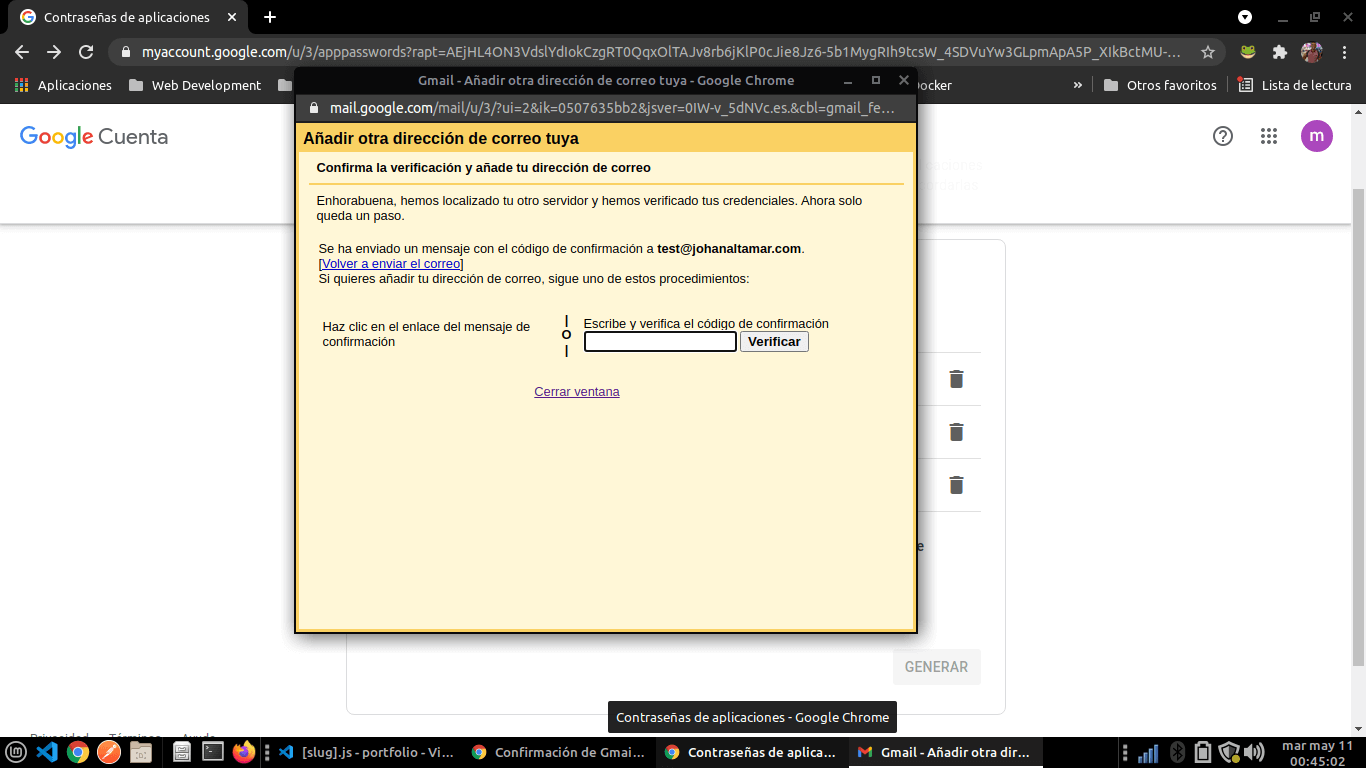 Contraseñas de aplicaciones
myaccount.google.com/u/3/apppasswords?rapt=AEjHL4ON3VdslYdIokCzgRT0QqxOlTAJv8rb6jKlP0cJie8Jz6-5b1MygRIh9tcsW_4SDVuYw3GLpmApA5P_XIkBctMU-...
Aplicaciones Web Development ocker » Otros favoritos Lista de lectura
Gmail - Añadir otra dirección de correo tuya - Google Chrome
mail.google.com/mail/u/3/?ui=2&ik=0507635bb2&jsver=0IW-v_5dNVc.es.&cbl=gmail_fe...
Google Cuenta
m
Añadir otra dirección de correo tuya
Confirma la verificación y añade tu dirección de correo
Enhorabuena, hemos localizado tu otro servidor y hemos verificado tus credenciales. Ahora solo
queda un paso.
Se ha enviado un mensaje con el código de confirmación a test@johanaltamar.com.
[Volver a enviar el correo]
Si quieres añadir tu dirección de correo, sigue uno de estos procedimientos:
Haz clic en el enlace del mensaje de
confirmación
|
O
|
Escribe y verifica el código de confirmación
Verificar
Cerrar ventana
e
GENERAR
Contraseñas de aplicaciones - Google Chrome
Privacidad Términos Ayuda
[slug].js - portfolio - Vi... Confirmación de Gmai... Contraseñas de aplica... Gmail - Añadir otra dir... mar may 11
00:45:02